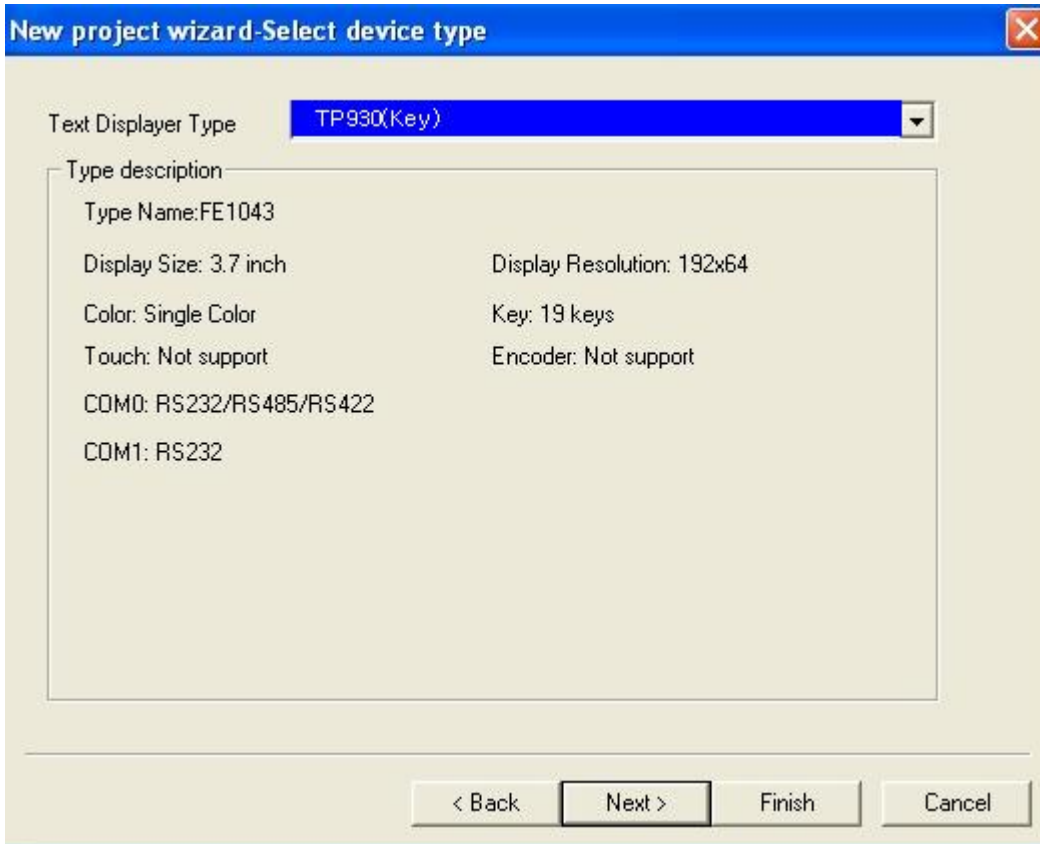 New project wizard-Select device type
Text Displayer Type TP930(Key)
Type description
Type Name:FE1043
Display Size: 3.7 inch Display Resolution: 192x64
Color: Single Color Key: 19 keys
Touch: Not support Encoder: Not support
COM0: RS232/RS485/RS422
COM1: RS232
< Back Next > Finish Cancel